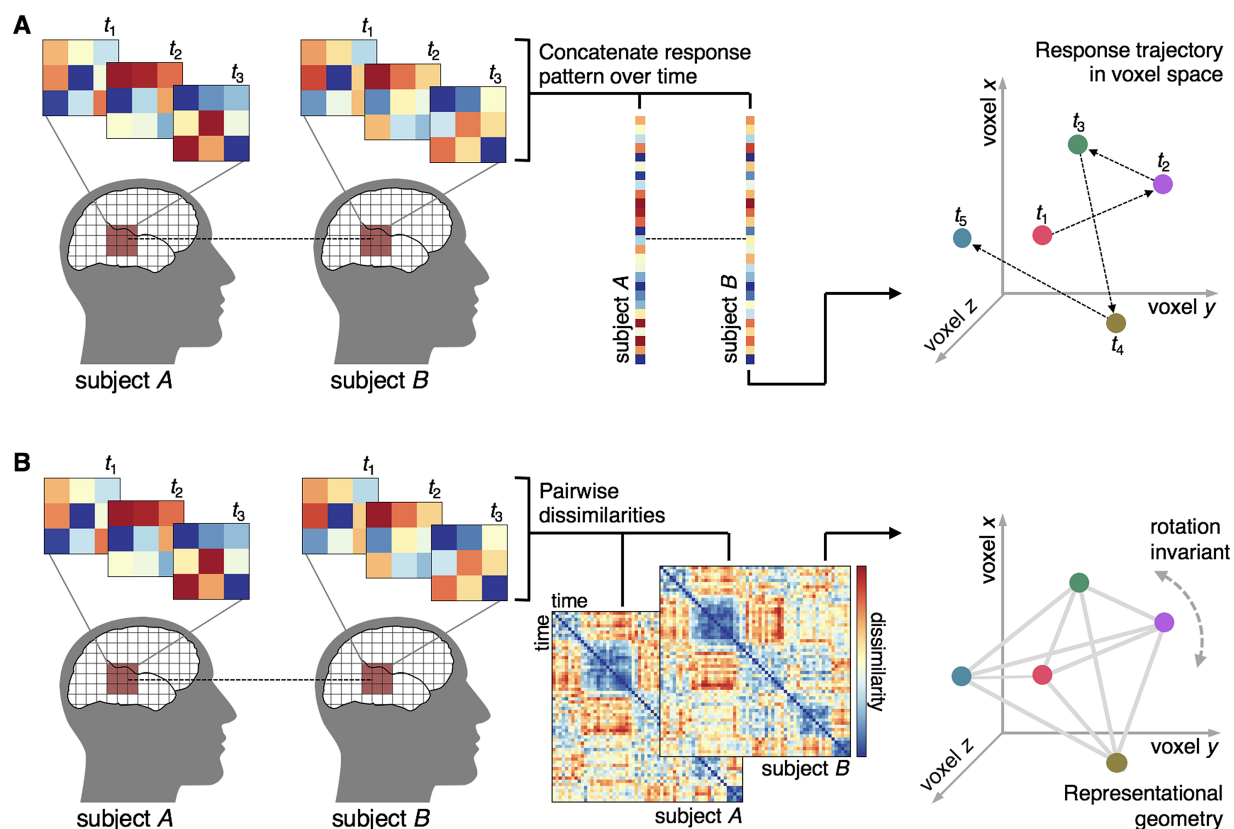 A
t1
t2
t3
t1
t2
t3
Concatenate response
pattern over time
subject A
subject B
subject A
subject B
Response trajectory
in voxel space
voxel x
voxel y
voxel z
t1
t2
t3
t4
t5
B
t1
t2
t3
t1
t2
t3
Pairwise
dissimilarities
subject A
subject B
time
time
dissimilarity
subject B
subject A
rotation
invariant
voxel x
voxel y
voxel z
Representational
geometry